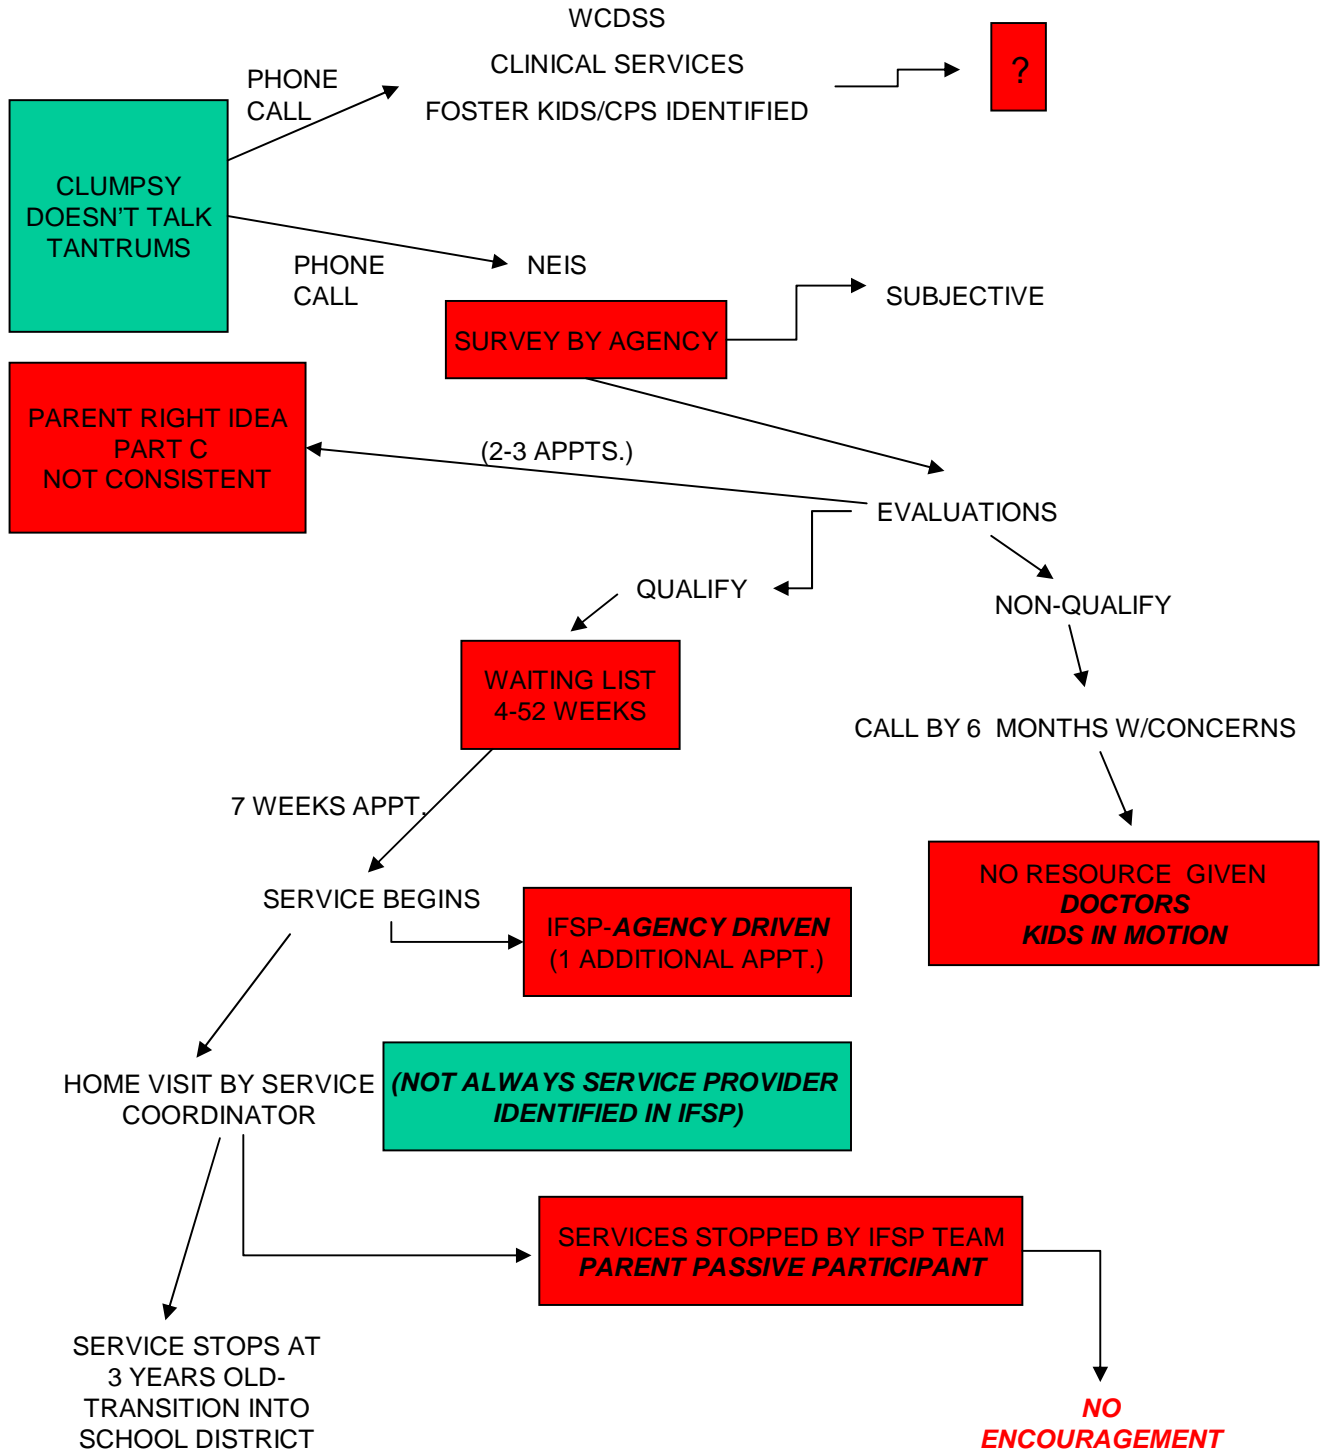 WCDSS
CLINICAL SERVICES
FOSTER KIDS/CPS IDENTIFIED
?
PHONE
CALL
CLUMPSY
DOESN'T TALK
TANTRUMS
PHONE
CALL
NEIS
SURVEY BY AGENCY
SUBJECTIVE
PARENT RIGHT IDEA
PART C
NOT CONSISTENT
(2-3 APPTS.)
EVALUATIONS
QUALIFY
NON-QUALIFY
WAITING LIST
4-52 WEEKS
CALL BY 6 MONTHS W/CONCERNS
7 WEEKS APPT.
NO RESOURCE GIVEN
DOCTORS
KIDS IN MOTION
SERVICE BEGINS
IFSP-AGENCY DRIVEN
(1 ADDITIONAL APPT.)
HOME VISIT BY SERVICE
COORDINATOR
(NOT ALWAYS SERVICE PROVIDER
IDENTIFIED IN IFSP)
SERVICES STOPPED BY IFSP TEAM
PARENT PASSIVE PARTICIPANT
SERVICE STOPS AT
3 YEARS OLD-
TRANSITION INTO
SCHOOL DISTRICT
NO
ENCOURAGEMENT